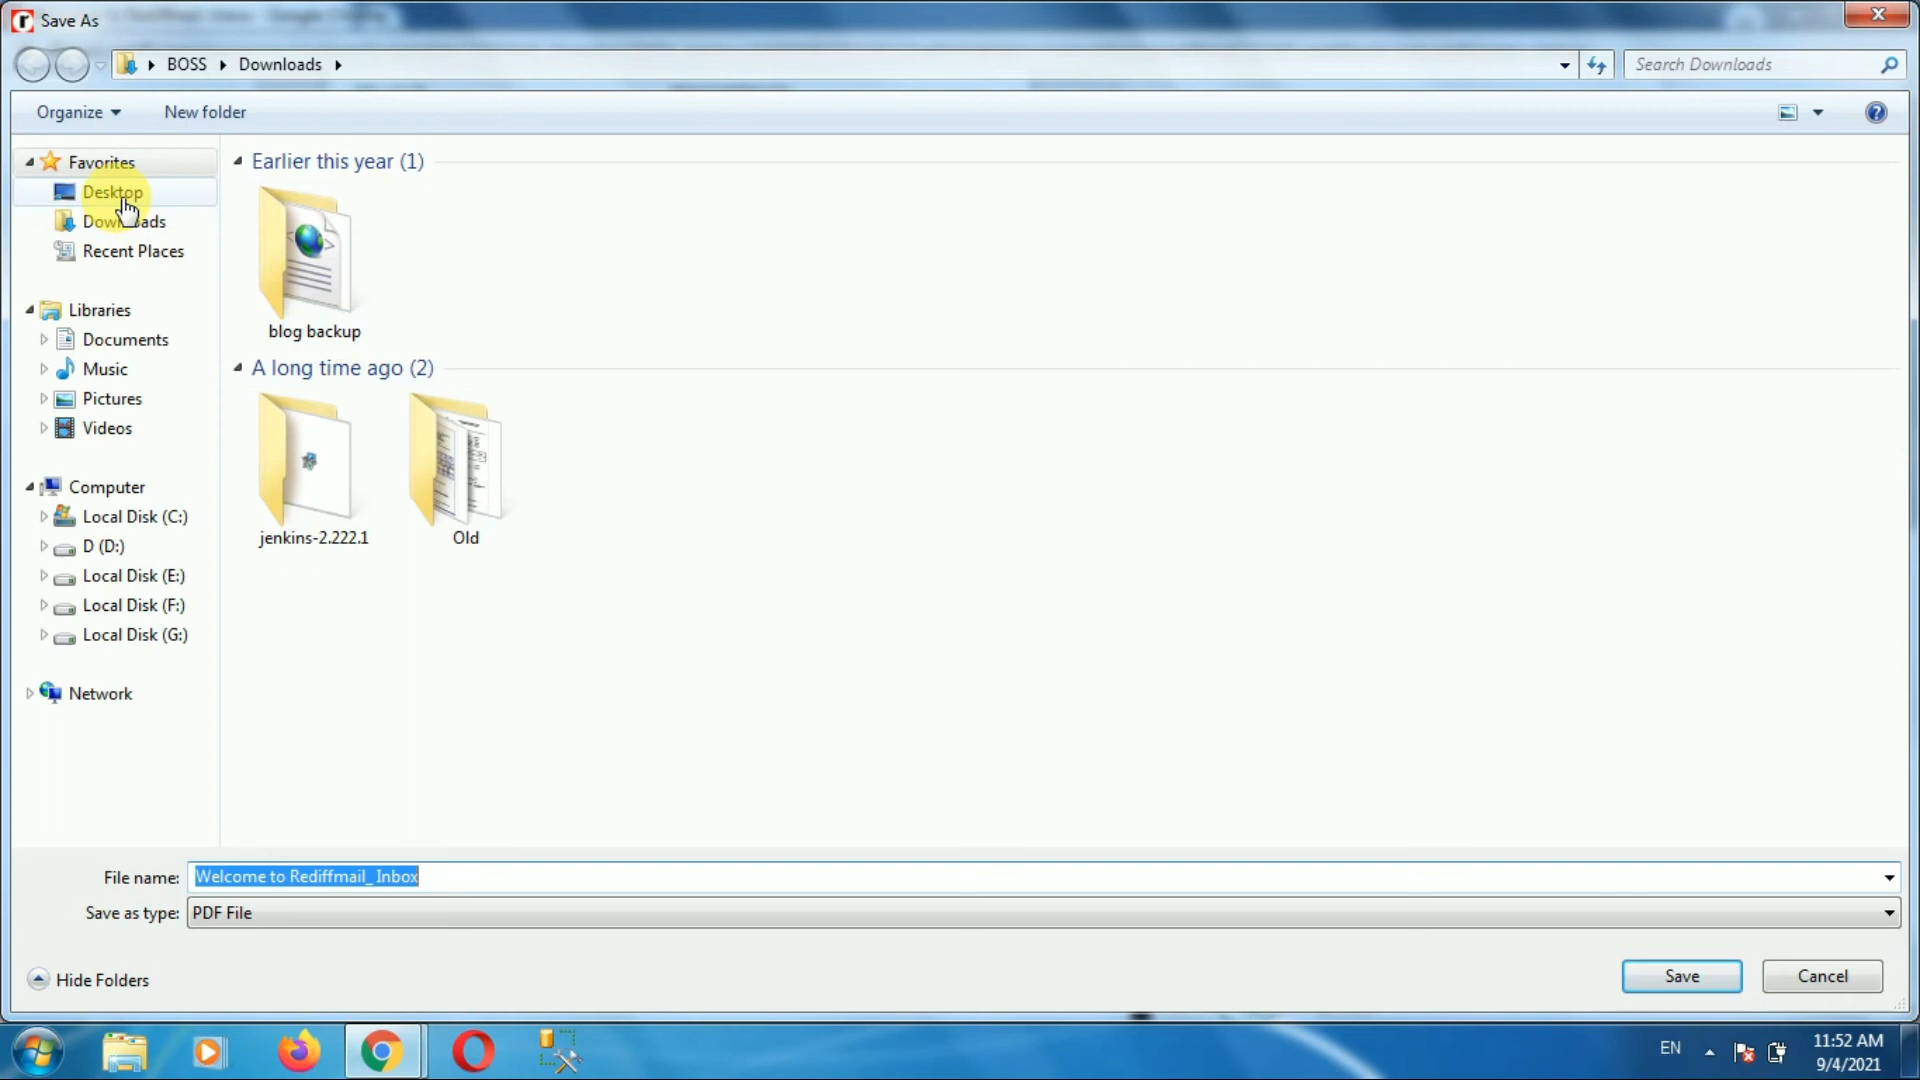 Save As
BOSS
Downloads
Search Downloads
Organize
New folder
Favorites
Desktop
Downloads
Recent Places
Libraries
Documents
Music
Pictures
Videos
Computer
Local Disk (C:)
D (D:)
Local Disk (E:)
Local Disk (F:)
Local Disk (G:)
Network
Earlier this year (1)
blog backup
A long time ago (2)
jenkins-2.222.1
Old
File name: Welcome to Rediffmail_ Inbox
Save as type: PDF File
Hide Folders
Save
Cancel
EN
11:52 AM
9/4/2021